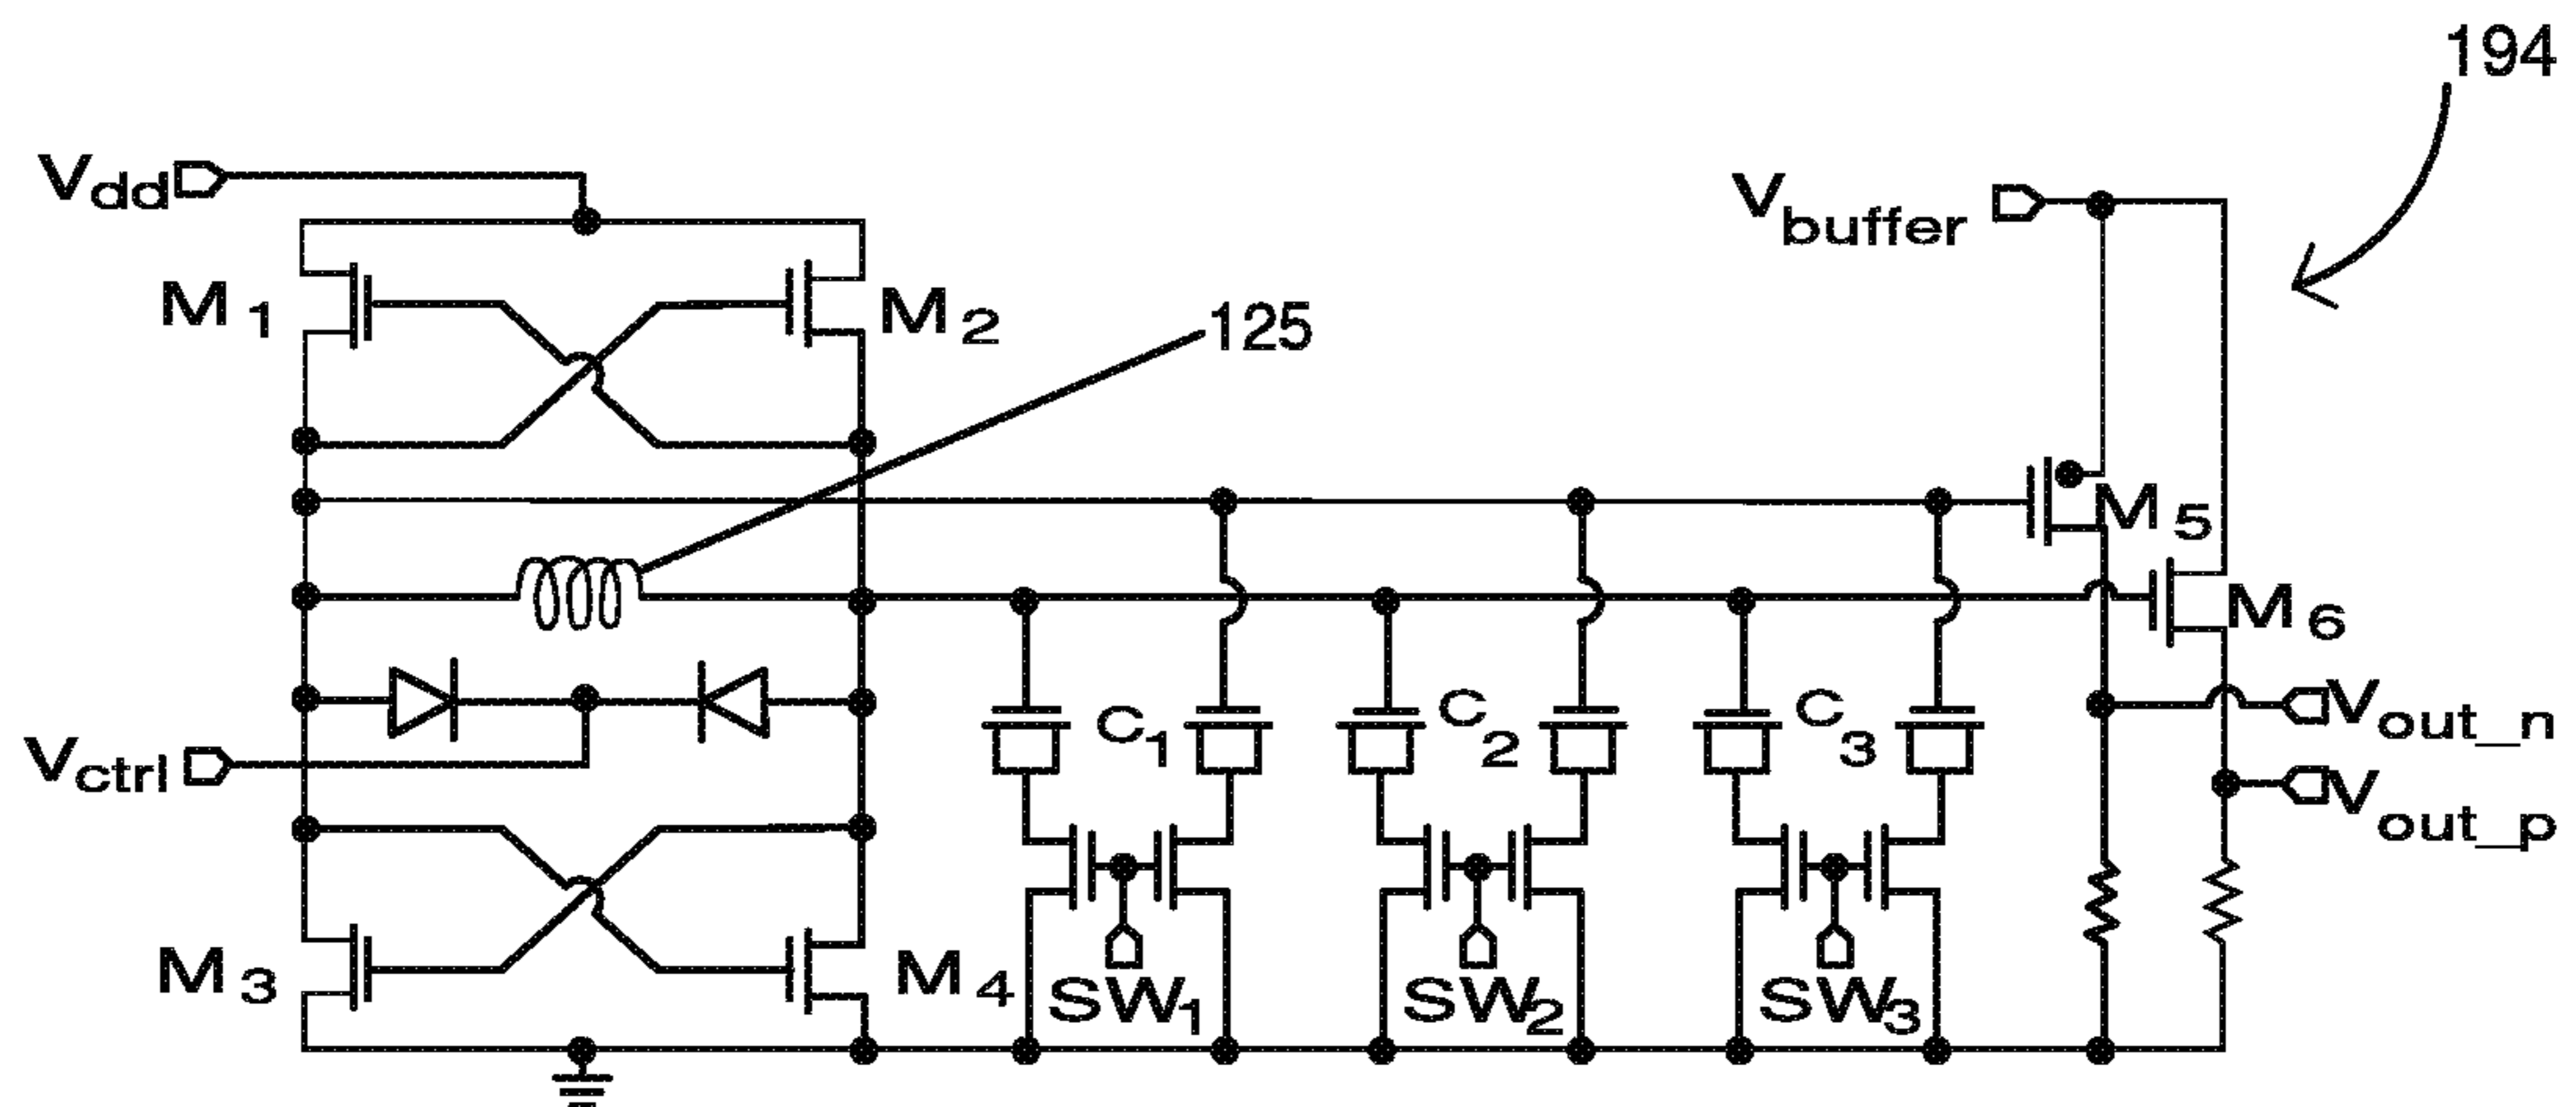 194
Vdd
Vbuffer
M1
M2
125
M5
M6
C1
C2
C3
Vout_n
Vctrl
Vout_p
M3
M4
SW1
SW2
SW3